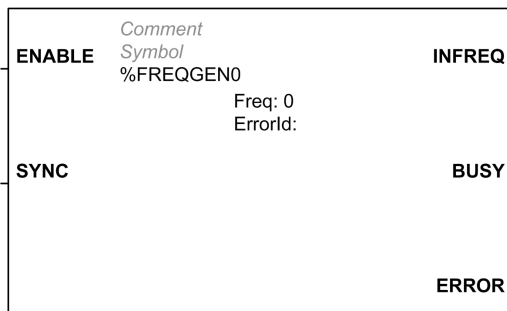 Comment
ENABLE Symbol INFREQ
%FREQGEN0
Freq: 0
ErrorId:
SYNC BUSY
ERROR